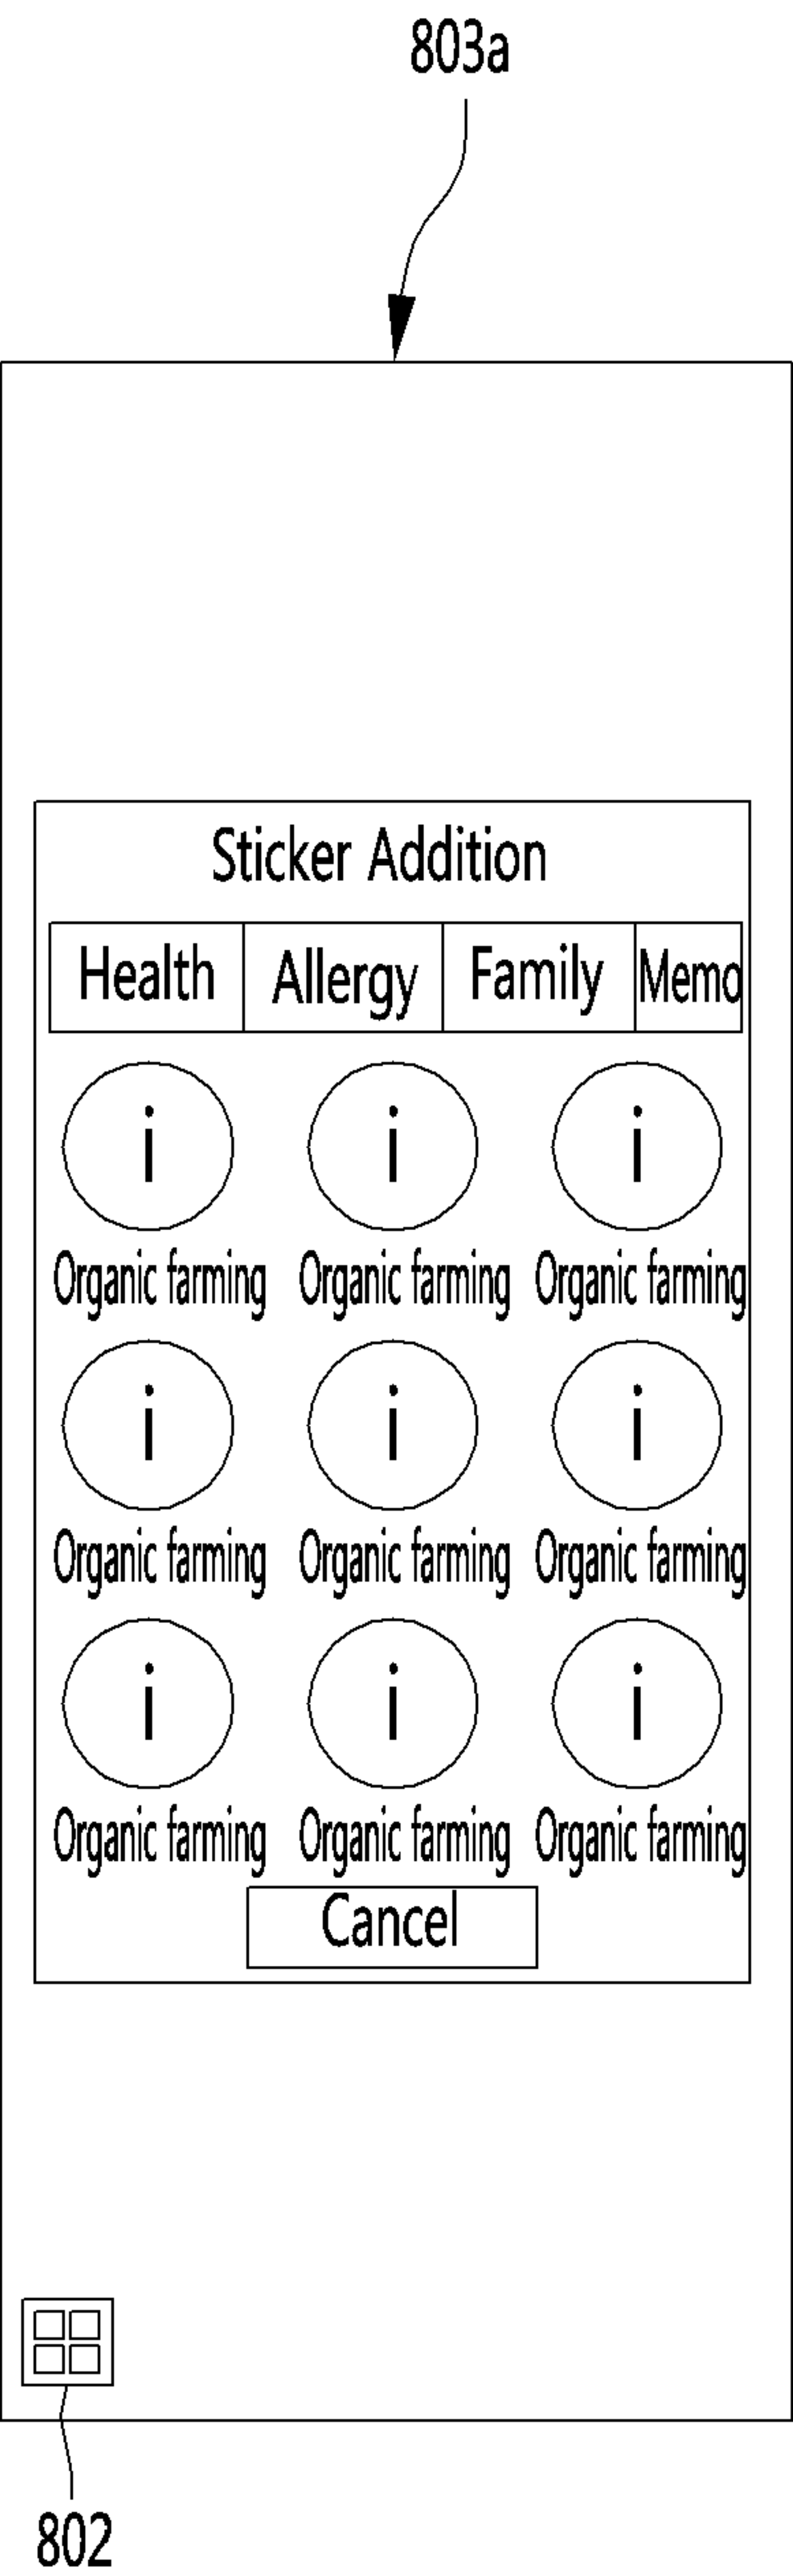 803a
Sticker Addition
Health Allergy Family Memo
i i i
Organic farming Organic farming Organic farming
i i i
Organic farming Organic farming Organic farming
i i i
Organic farming Organic farming Organic farming
Cancel
802